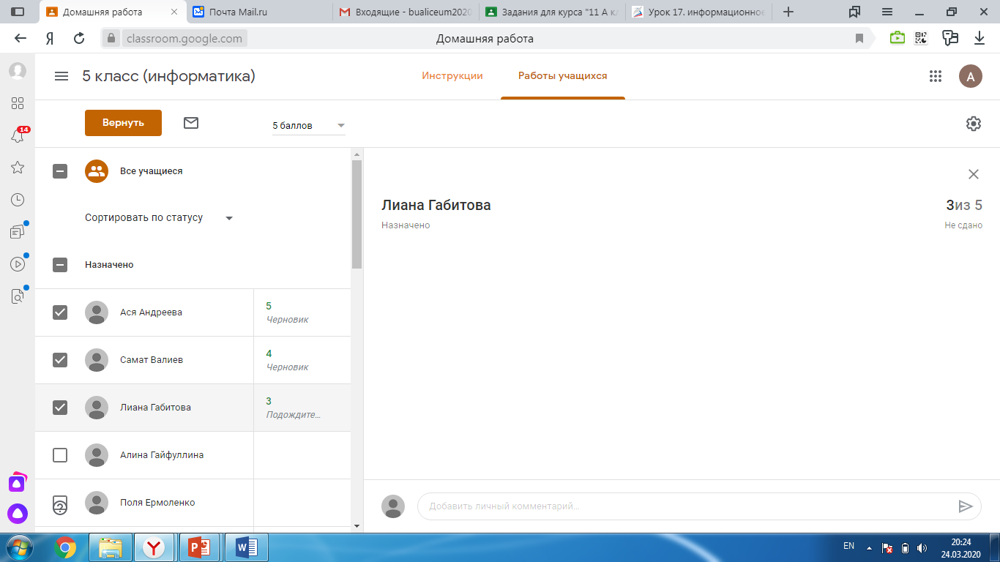 Домашняя работа
Почта Mail.ru
Входящие - bualiceum2020
Задания для курса "11 А кл
Урок 17. информационное
Я
classroom.google.com
Домашняя работа
5 класс (информатика)
Инструкции
Работы учащихся
А
14
Вернуть
5 баллов
Все учащиеся
Сортировать по статусу
Назначено
Ася Андреева
5
Черновик
Самат Валиев
4
Черновик
Лиана Габитова
3
Подождите…
Алина Гайфуллина
Поля Ермоленко
Лиана Габитова
3из 5
Назначено
Не сдано
Добавить личный комментарий…
EN
20:24
24.03.2020